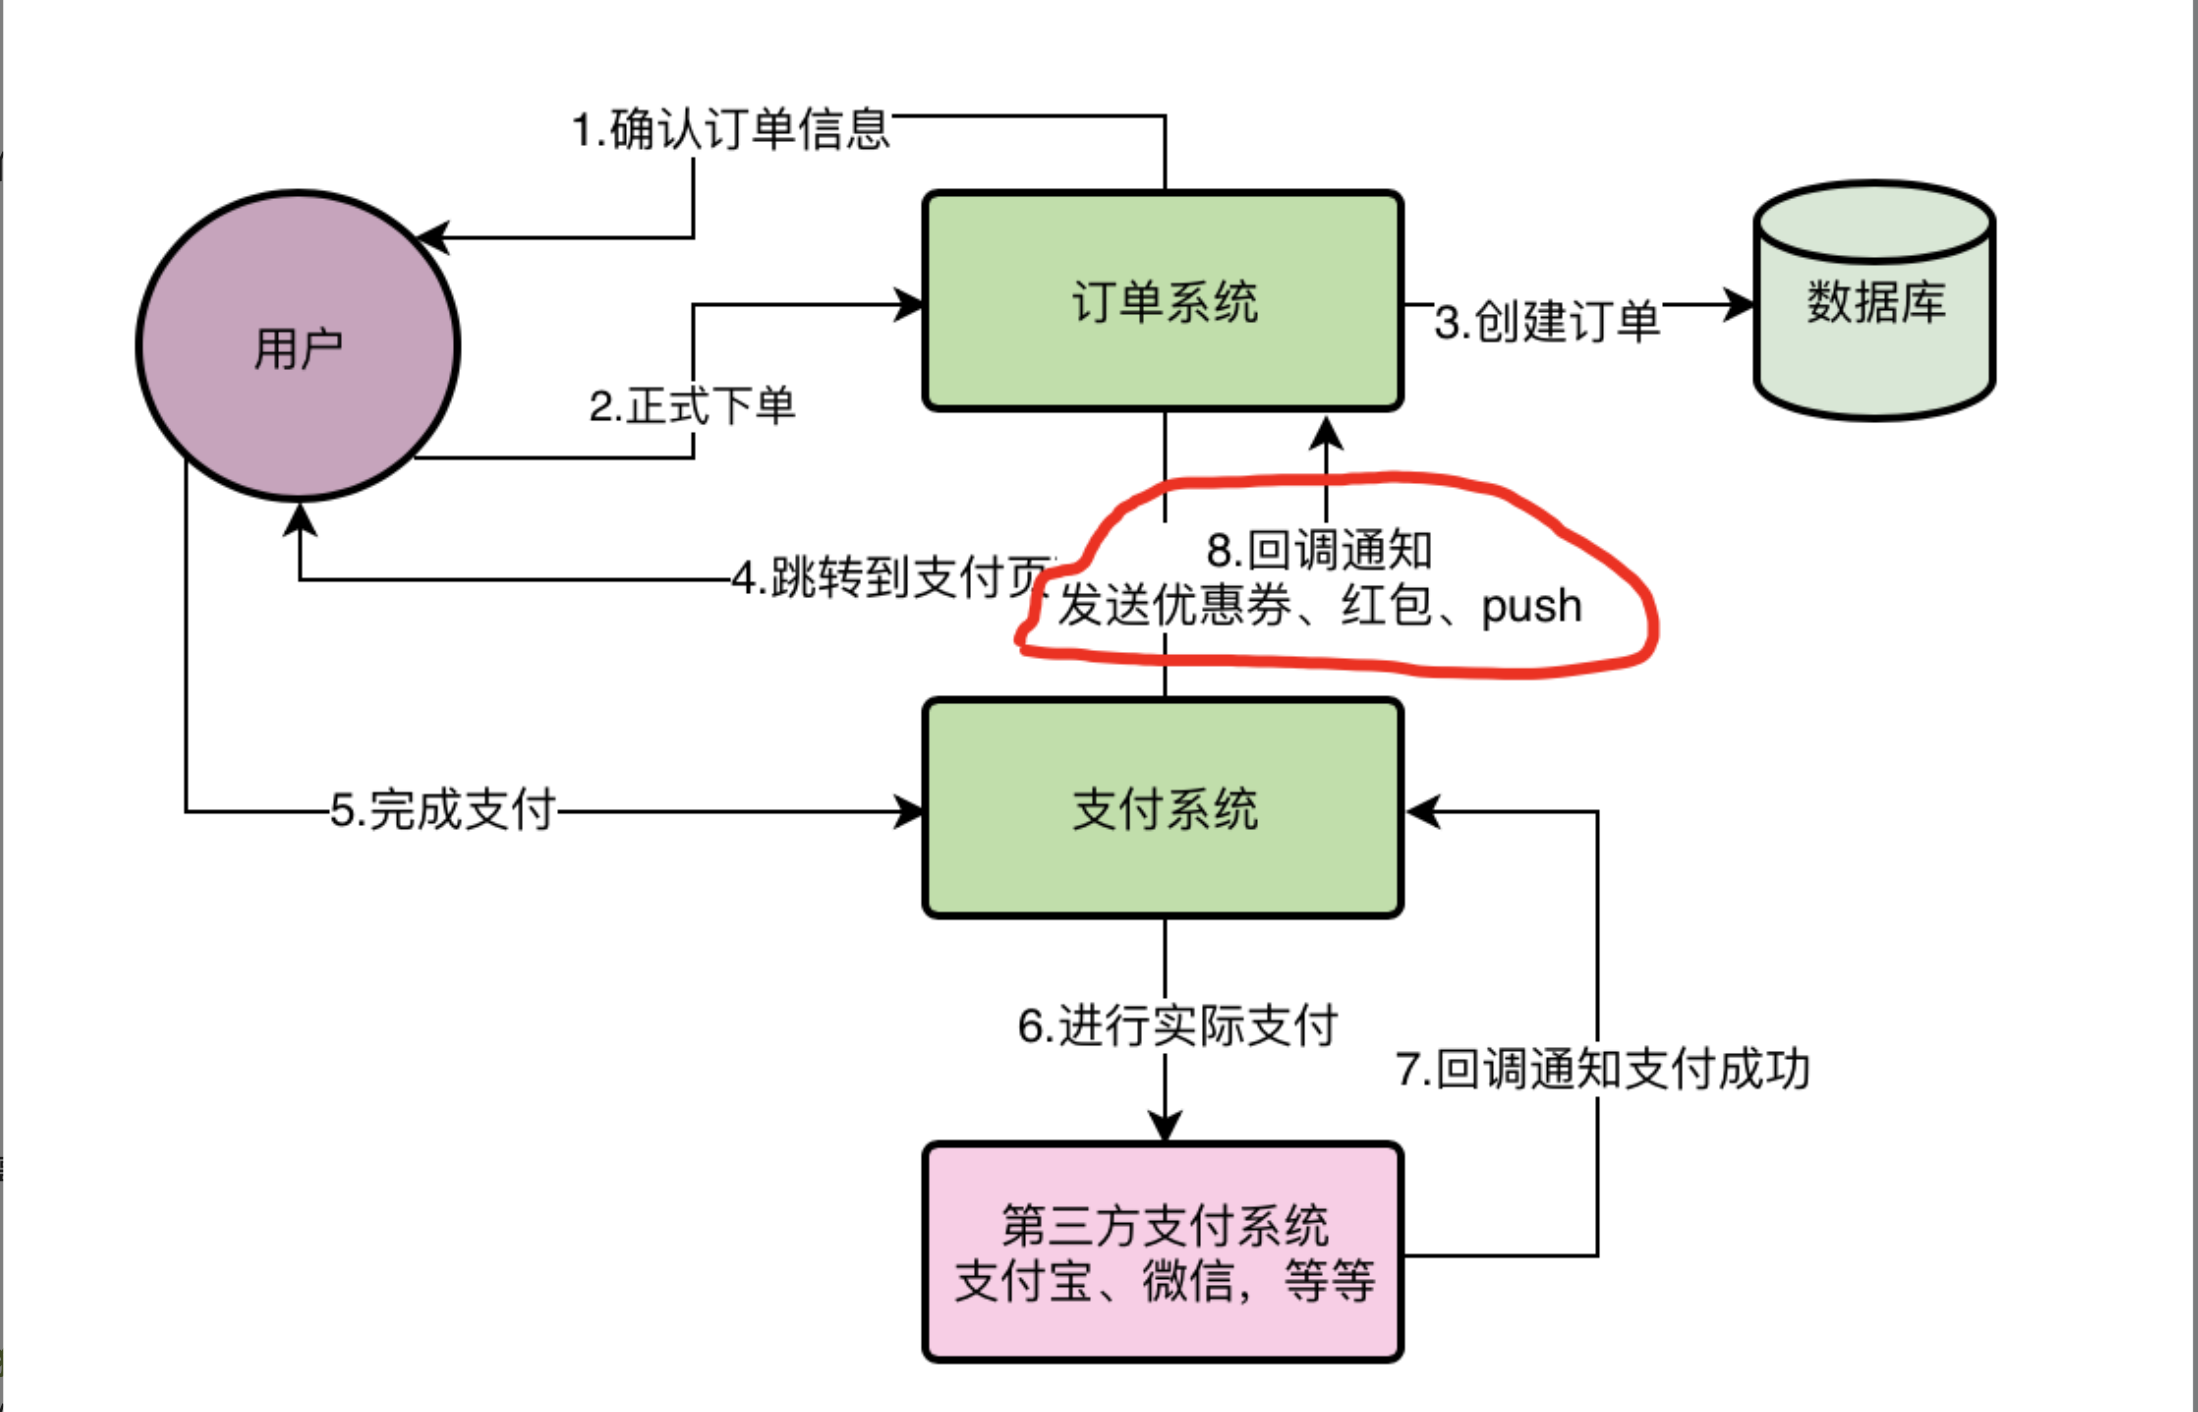 1.确认订单信息
用户
订单系统
3.创建订单
数据库
2.正式下单
8.回调通知
4.跳转到支付页
发送优惠券、红包、push
5.完成支付
支付系统
6.进行实际支付
7.回调通知支付成功
第三方支付系统
支付宝、微信，等等